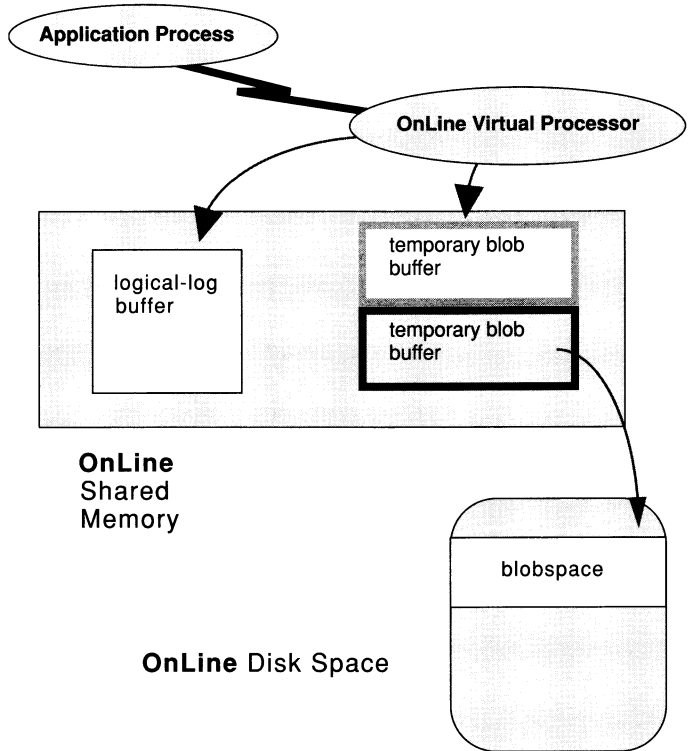 Application Process
OnLine Virtual Processor
logical-log
buffer
temporary blob
buffer
temporary blob
buffer
OnLine
Shared
Memory
blobspace
OnLine Disk Space